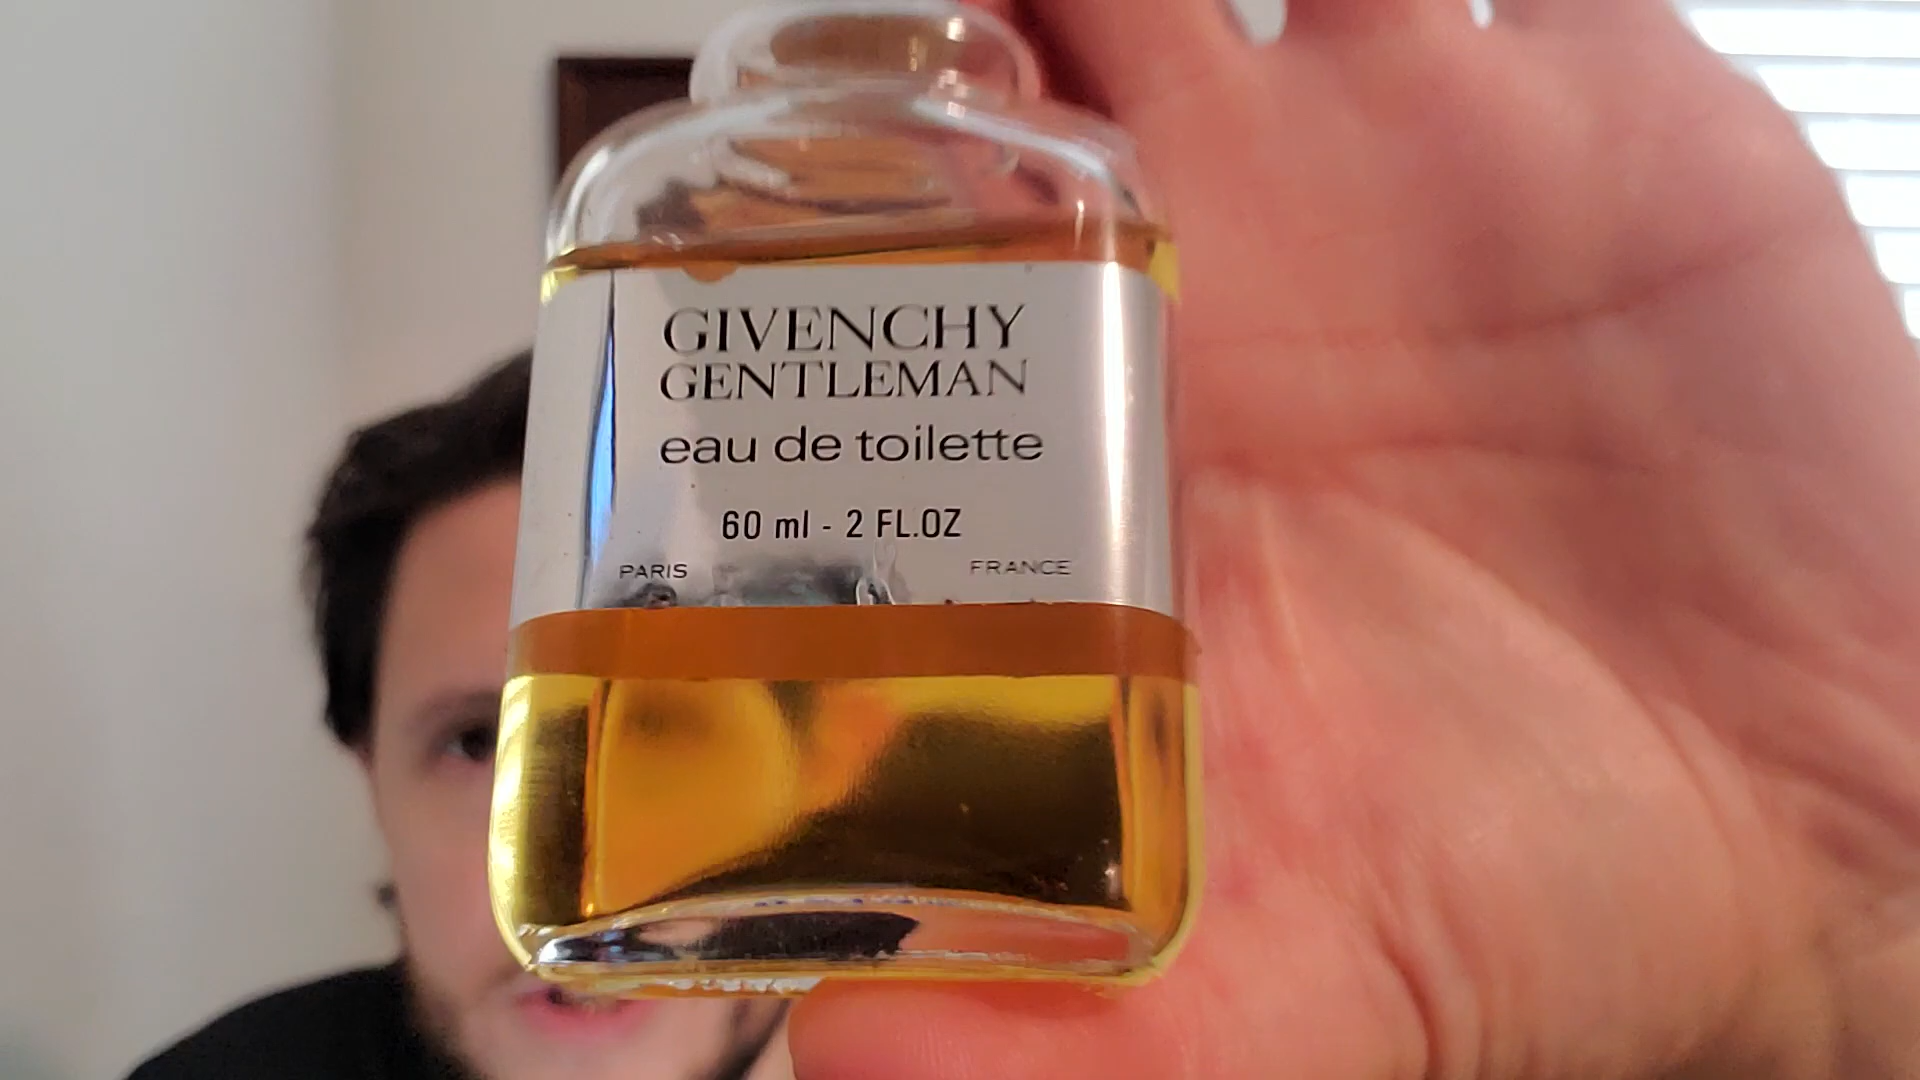 GIVENCHY
GENTLEMAN
eau de toilette
60 ml - 2 FL.OZ
PARIS FRANCE